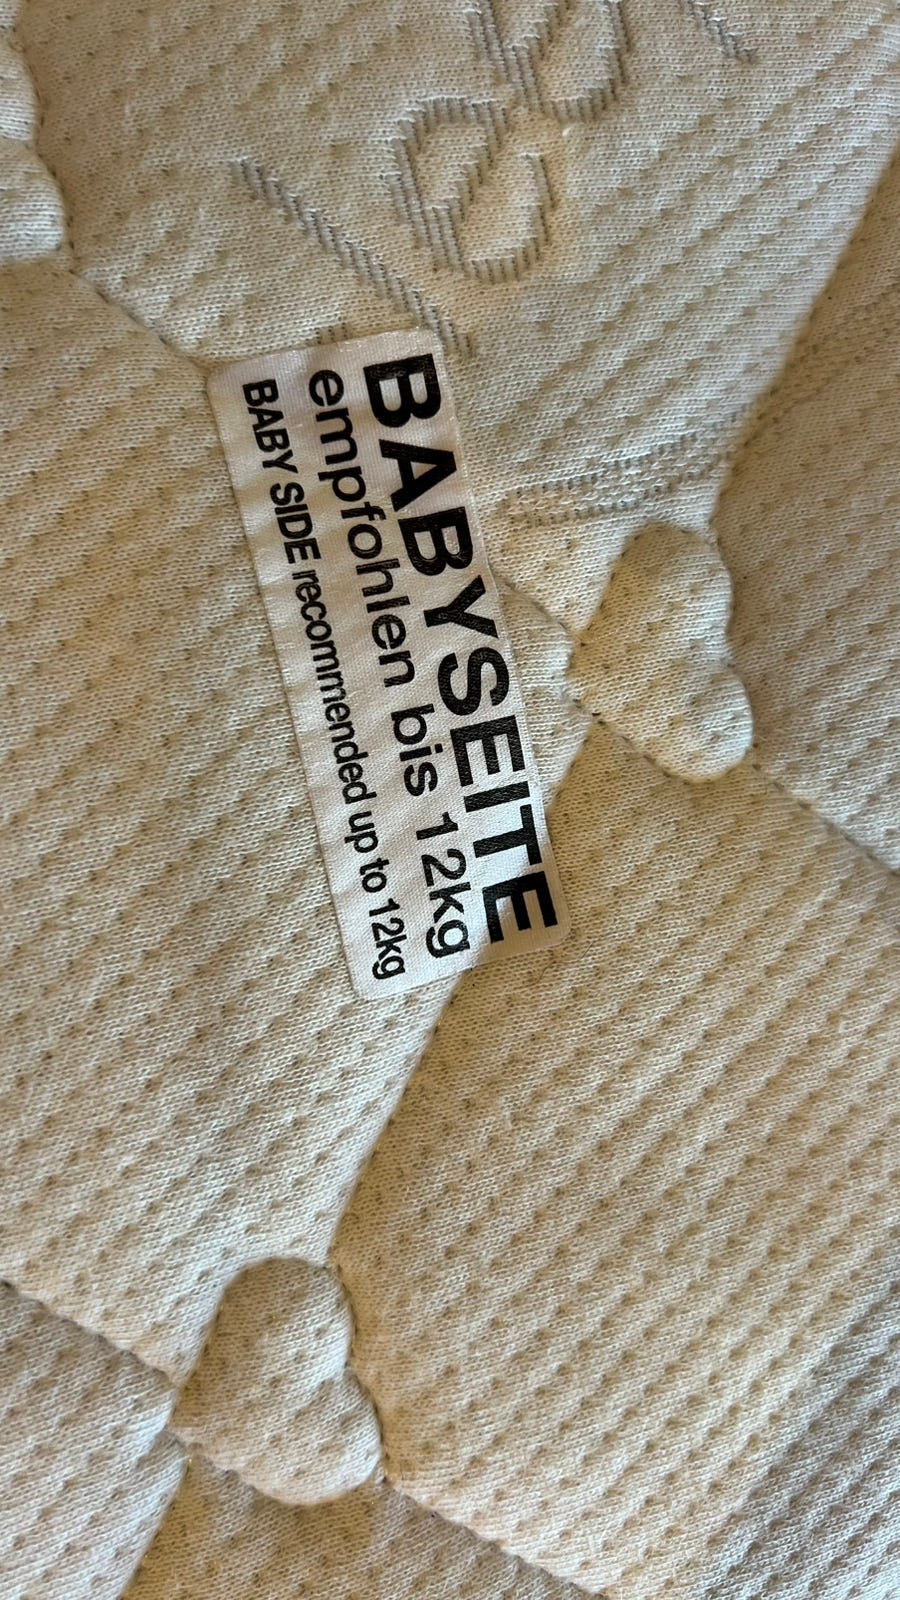 BABYSEITE
empfohlen bis 12kg
BABY SIDE recommended up to 12kg